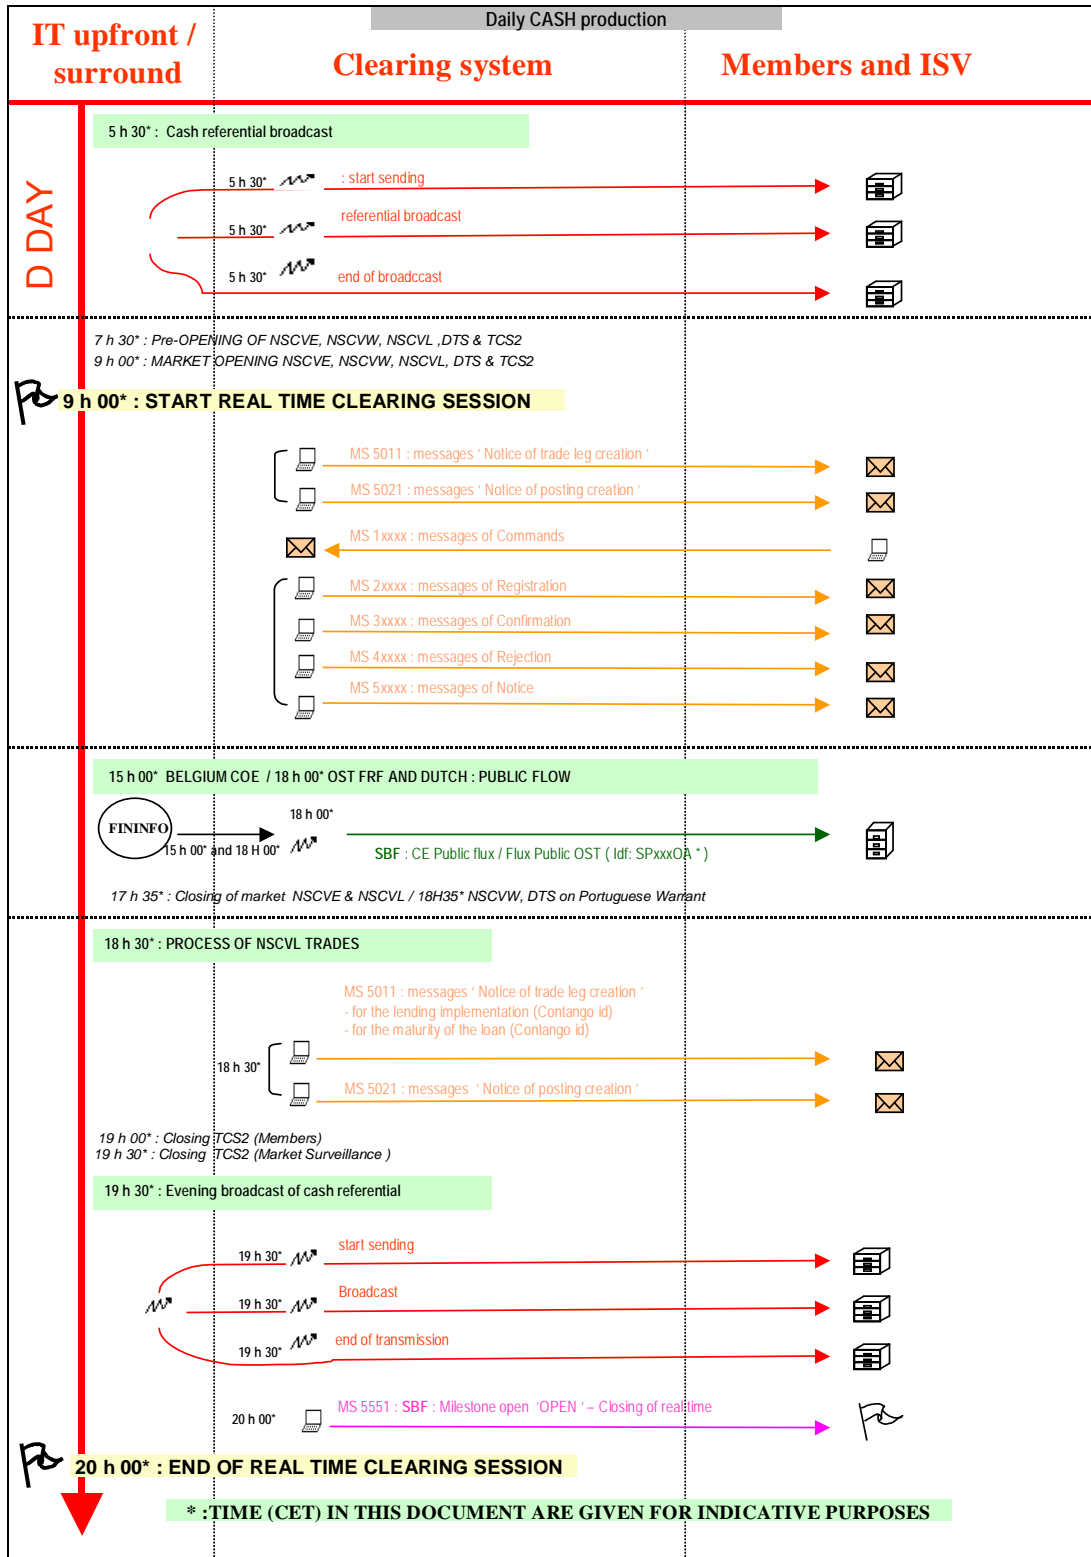 Daily CASH production
IT upfront /
surround
Clearing system
Members and ISV
D DAY
5 h 30* : Cash referential broadcast
5 h 30*
: start sending
5 h 30*
referential broadcast
5 h 30*
end of broadccast
7 h 30* : Pre-OPENING OF NSCVE, NSCVW, NSCVL ,DTS & TCS2
9 h 00* : MARKET OPENING NSCVE, NSCVW, NSCVL, DTS & TCS2
9 h 00* : START REAL TIME CLEARING SESSION
MS 5011 : messages ' Notice of trade leg creation '
MS 5021 : messages ' Notice of posting creation '
MS 1xxxx : messages of Commands
MS 2xxxx : messages of Registration
MS 3xxxx : messages of Confirmation
MS 4xxxx : messages of Rejection
MS 5xxxx : messages of Notice
15 h 00* BELGIUM COE / 18 h 00* OST FRF AND DUTCH : PUBLIC FLOW
FININFO
15 h 00* and 18 H 00*
18 h 00*
SBF : CE Public flux / Flux Public OST ( Idf: SPxxxOA * )
17 h 35* : Closing of market NSCVE & NSCVL / 18H35* NSCVW, DTS on Portuguese Warrant
18 h 30* : PROCESS OF NSCVL TRADES
MS 5011 : messages ' Notice of trade leg creation '
- for the lending implementation (Contango id)
- for the maturity of the loan (Contango id)
18 h 30*
MS 5021 : messages ' Notice of posting creation '
19 h 00* : Closing TCS2 (Members)
19 h 30* : Closing TCS2 (Market Surveillance )
19 h 30* : Evening broadcast of cash referential
19 h 30*
start sending
19 h 30*
Broadcast
19 h 30*
end of transmission
20 h 00*
MS 5551 : SBF : Milestone open 'OPEN ' – Closing of real time
20 h 00* : END OF REAL TIME CLEARING SESSION
* :TIME (CET) IN THIS DOCUMENT ARE GIVEN FOR INDICATIVE PURPOSES